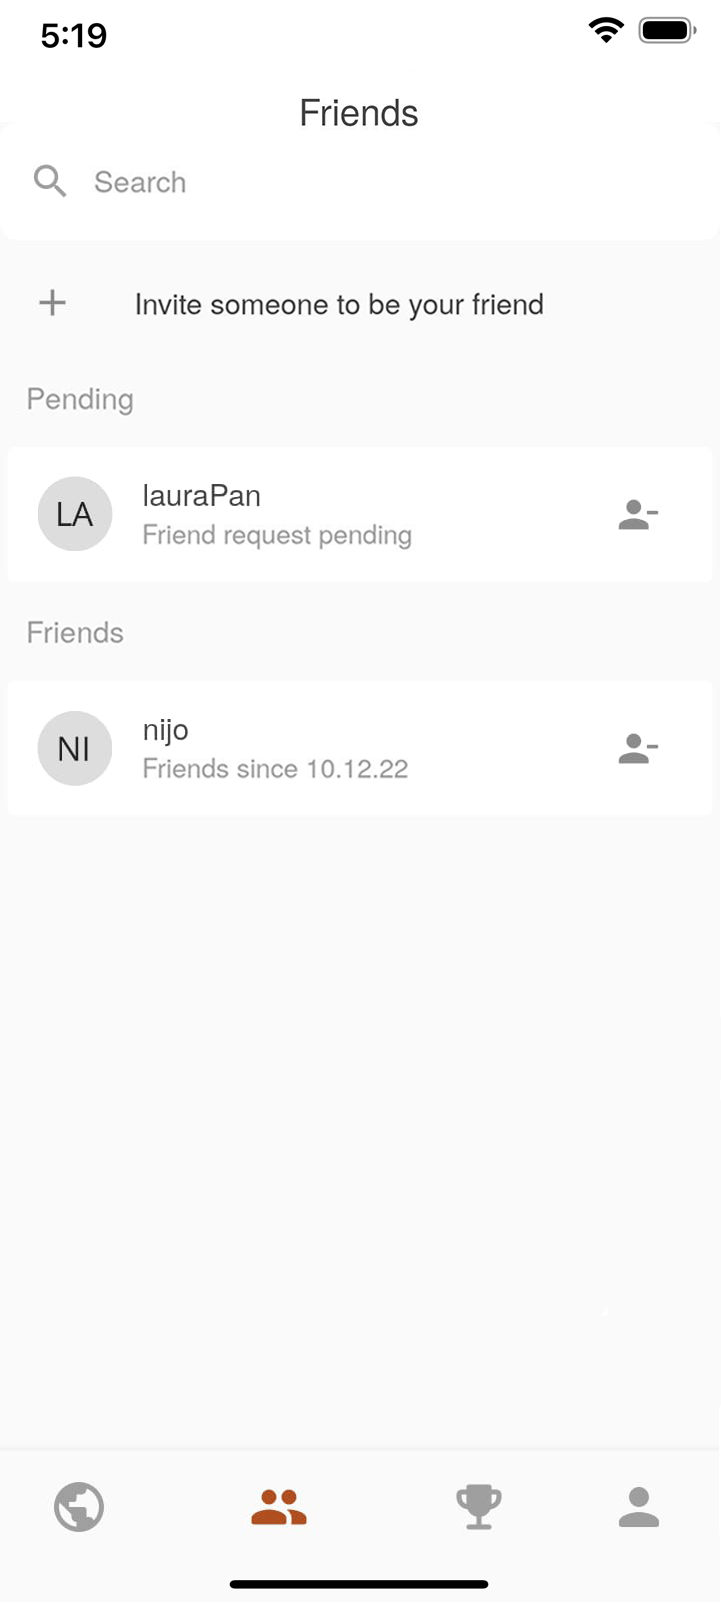 5:19
Friends
Search
Invite someone to be your friend
Pending
LA
lauraPan
Friend request pending
Friends
NI
nijo
Friends since 10.12.22